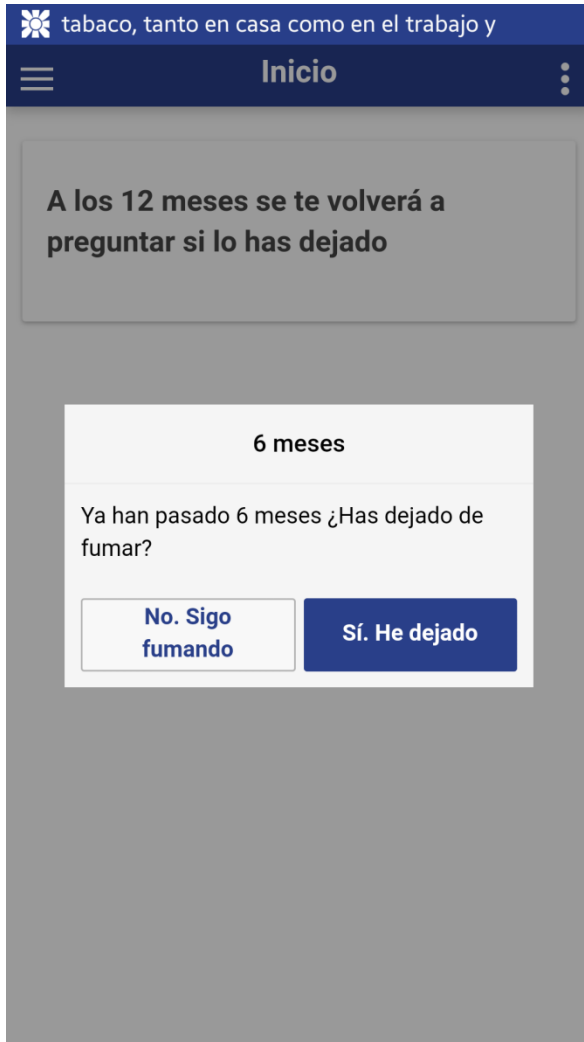 tabaco, tanto en casa como en el trabajo y
Inicio
A los 12 meses se te volverá a
preguntar si lo has dejado
6 meses
Ya han pasado 6 meses ¿Has dejado de
fumar?
No. Sigo
fumando
Sí. He dejado